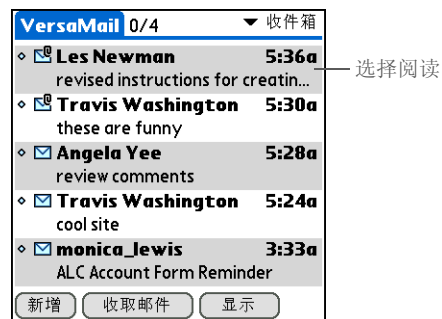 VersaMail 0/4 收件箱
Les Newman 5:36a
revised instructions for creatin...
选择阅读
Travis Washington 5:30a
these are funny
Angela Yee 5:28a
review comments
Travis Washington 5:24a
cool site
monica_lewis 3:33a
ALC Account Form Reminder
新增 收取邮件 显示